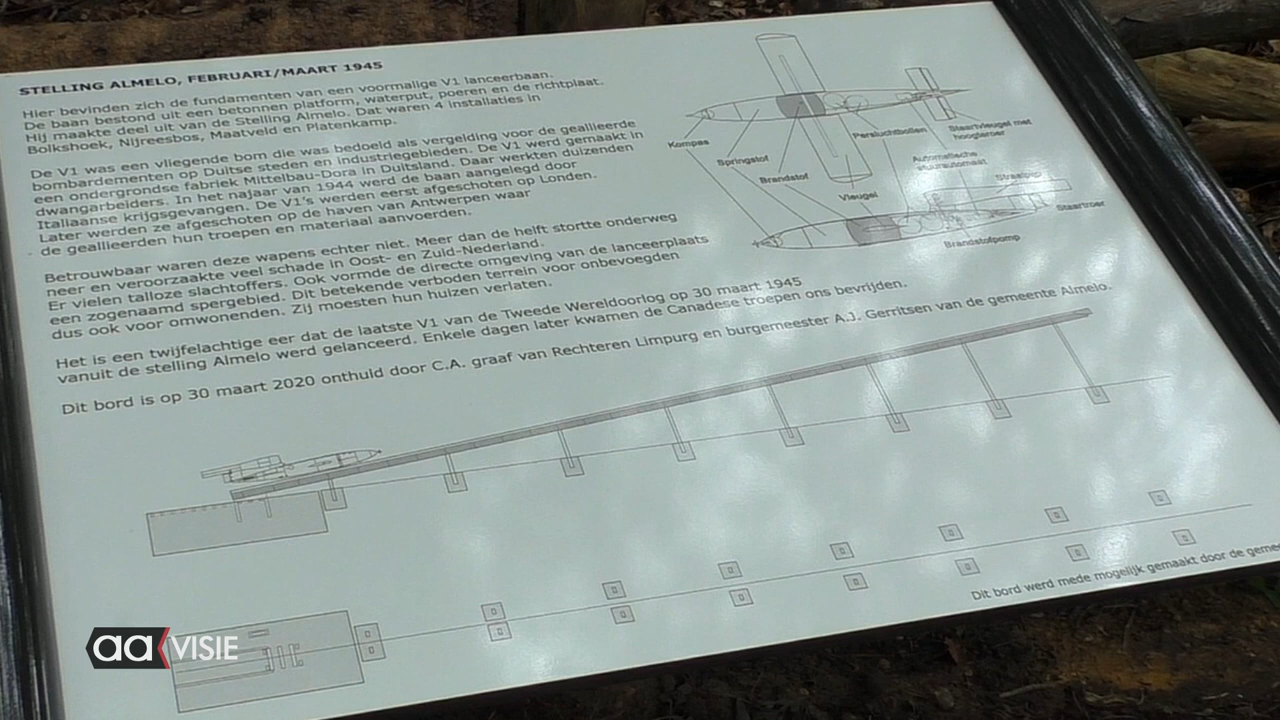 STELLING ALMELO, FEBRUARI/MAART 1945
Hier bevinden zich de fundamenten van een voormalige V1 lanceerbaan.
De baan bestond uit een betonnen platform, waterput, poeren en de richtplaat.
Hij maakte deel uit van de Stelling Almelo. Dat waren 4 installaties in
Bolkshoek, Nijreesbos, Maatveld en Platenkamp.
De V1 was een vliegende bom die was bedoeld als vergelding voor de geallieerde
bombardementen op Duitse steden en industriegebieden. De V1 werd gemaakt in
een ondergrondse fabriek Mittelbau-Dora in Duitsland. Daar werkten duizenden
dwangarbeiders. In het najaar van 1944 werd de baan aangelegd door
Italiaanse krijgsgevangen. De V1's werden eerst afgeschoten op Londen.
Later werden ze afgeschoten op de haven van Antwerpen waar
de geallieerden hun troepen en materiaal aanvoerden.
Betrouwbaar waren deze wapens echter niet. Meer dan de helft stortte onderweg
neer en veroorzaakte veel schade in Oost- en Zuid-Nederland.
Er vielen talloze slachtoffers. Ook vormde de directe omgeving van de lanceerplaats
een zogenaamd spergebied. Dit betekende verboden terrein voor onbevoegden
dus ook voor omwonenden. Zij moesten hun huizen verlaten.
Het is een twijfelachtige eer dat de laatste V1 van de Tweede Wereldoorlog op 30 maart 1945
vanuit de stelling Almelo werd gelanceerd. Enkele dagen later kwamen de Canadese troepen ons bevrijden.
Dit bord is op 30 maart 2020 onthuld door C.A. graaf van Rechteren Limpurg en burgemeester A.J. Gerritsen van de gemeente Almelo.
Kompas
Springstof
Brandstof
Vleugel
Persluchtbollen
Staartvleugel met
hoogteroer
Automatische
stuurautomaat
Straalpijp
Staartroer
Brandstofpomp
Dit bord werd mede mogelijk gemaakt door de geme
aa VISIE